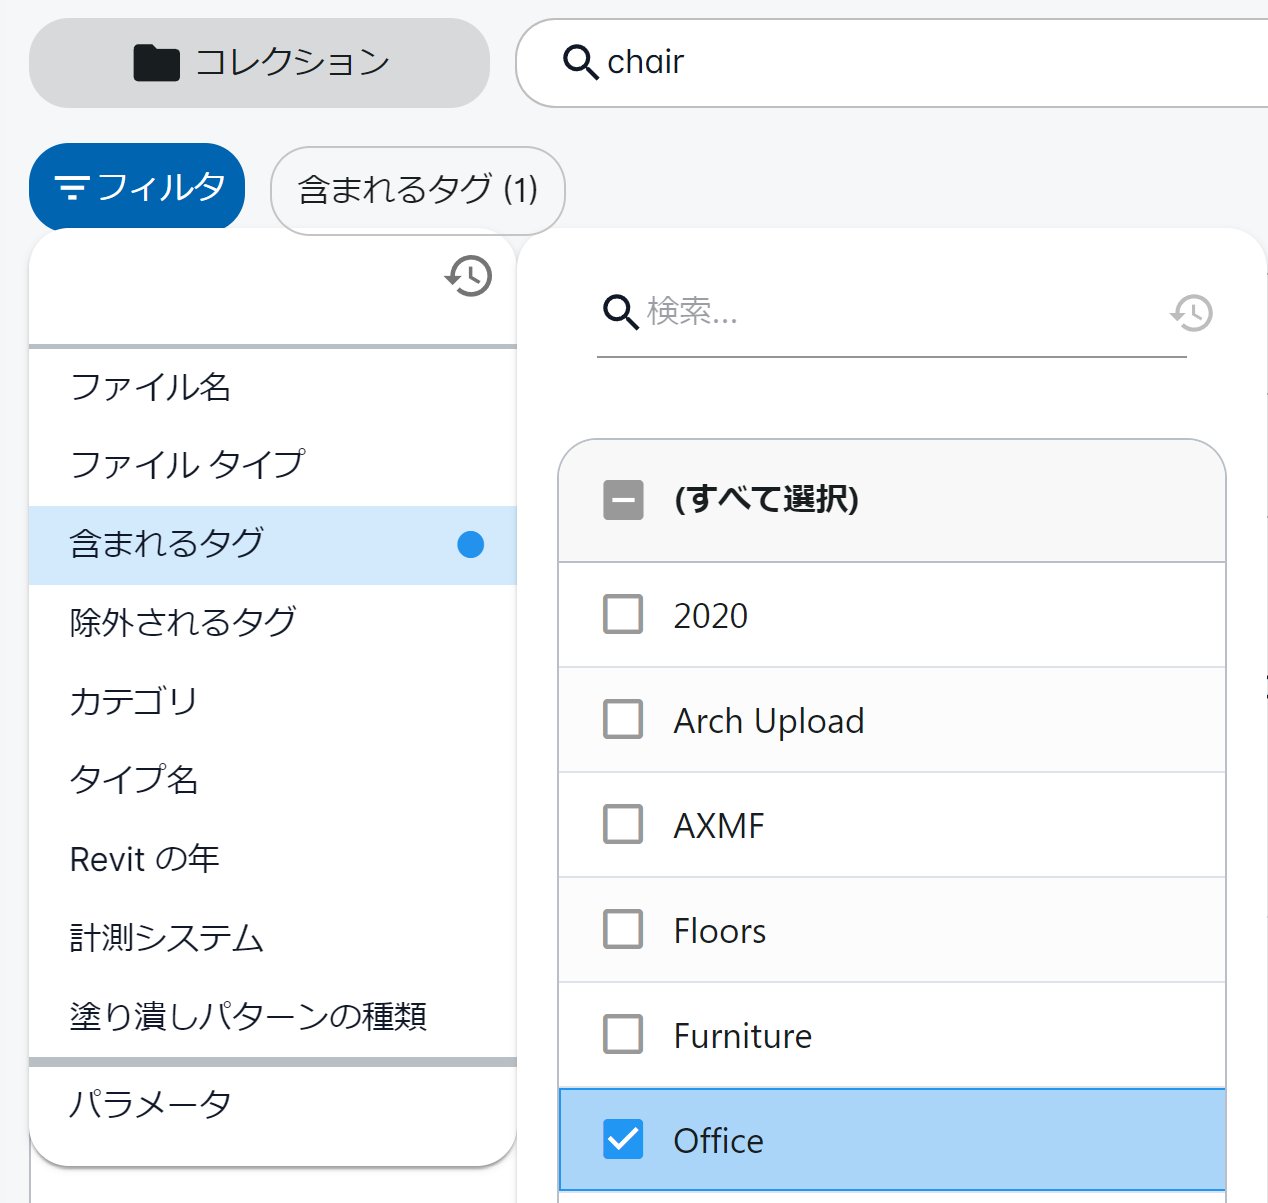 コレクション
chair
フィルタ
含まれるタグ (1)
検索...
ファイル名
ファイル タイプ
含まれるタグ
除外されるタグ
カテゴリ
タイプ名
Revit の年
計測システム
塗り潰しパターンの種類
パラメータ
(すべて選択)
2020
Arch Upload
AXMF
Floors
Furniture
Office